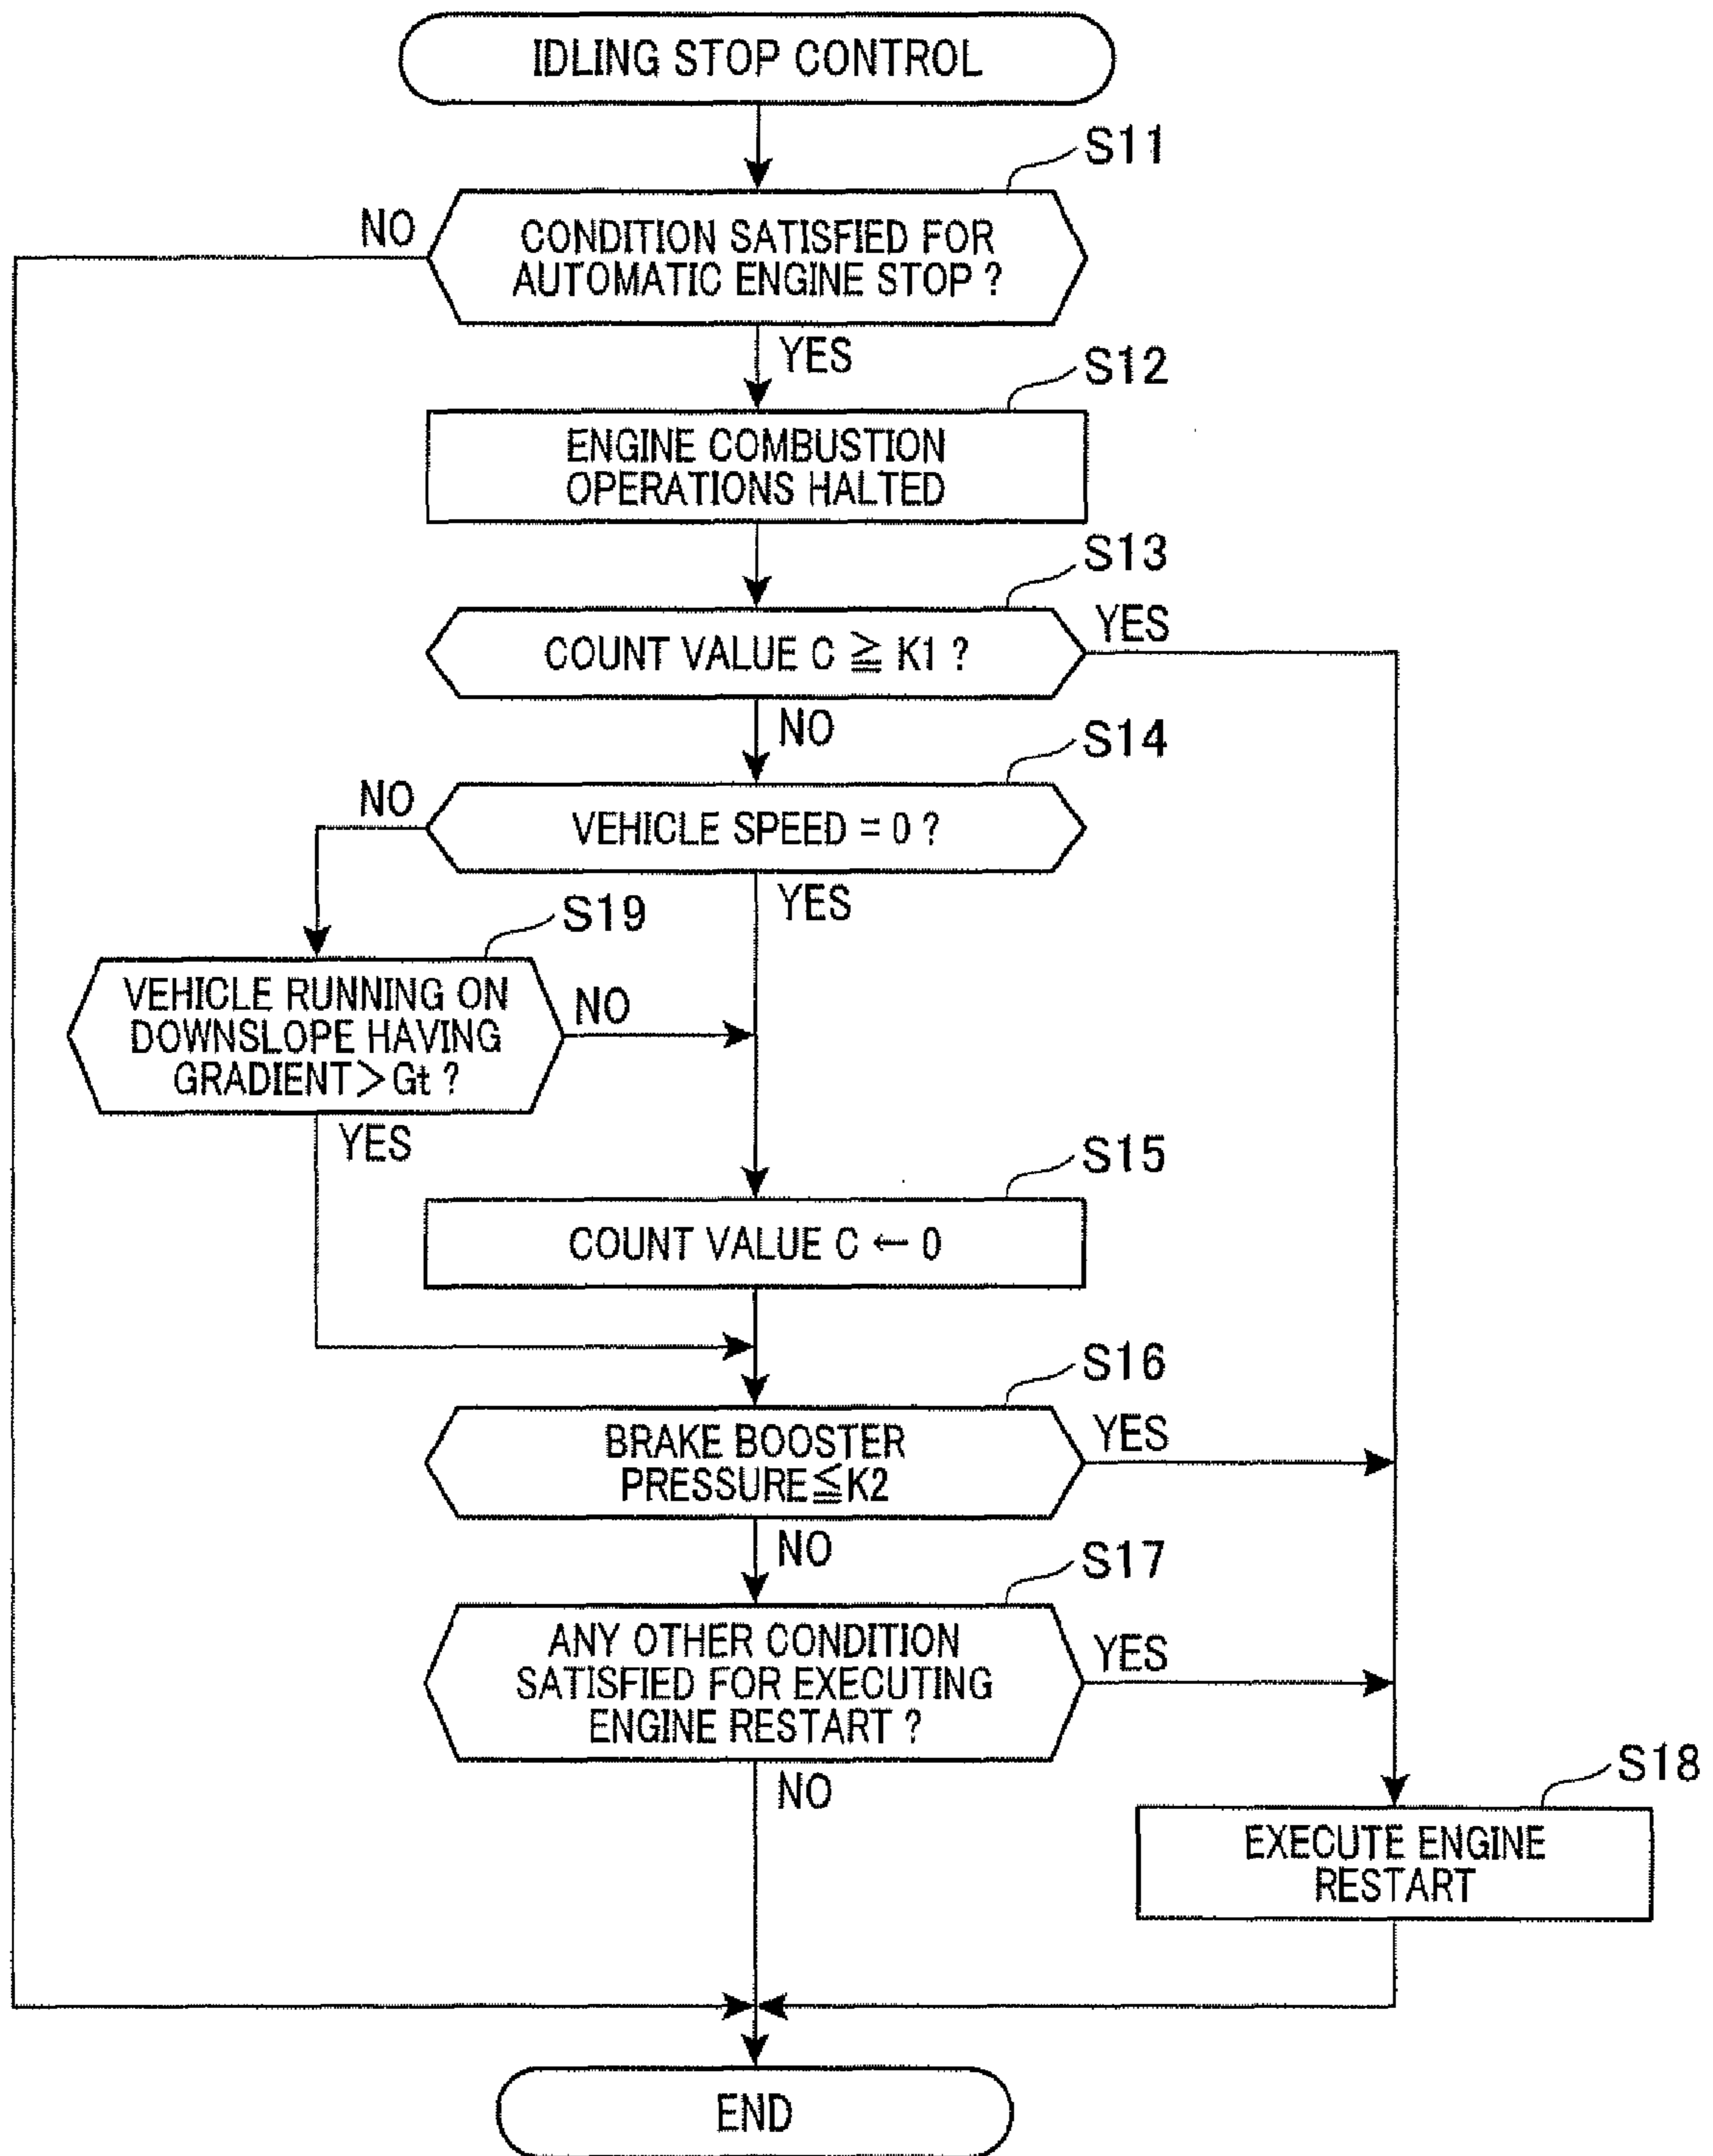 IDLING STOP CONTROL
S11
NO
CONDITION SATISFIED FOR
AUTOMATIC ENGINE STOP ?
YES
S12
ENGINE COMBUSTION
OPERATIONS HALTED
S13
YES
COUNT VALUE C ≧ K1 ?
NO
S14
NO
VEHICLE SPEED = 0 ?
YES
S19
VEHICLE RUNNING ON
DOWNSLOPE HAVING
GRADIENT＞Gt ?
NO
YES
S15
COUNT VALUE C ← 0
S16
BRAKE BOOSTER
PRESSURE≦K2
YES
NO
S17
ANY OTHER CONDITION
SATISFIED FOR EXECUTING
ENGINE RESTART ?
YES
NO
S18
EXECUTE ENGINE
RESTART
END